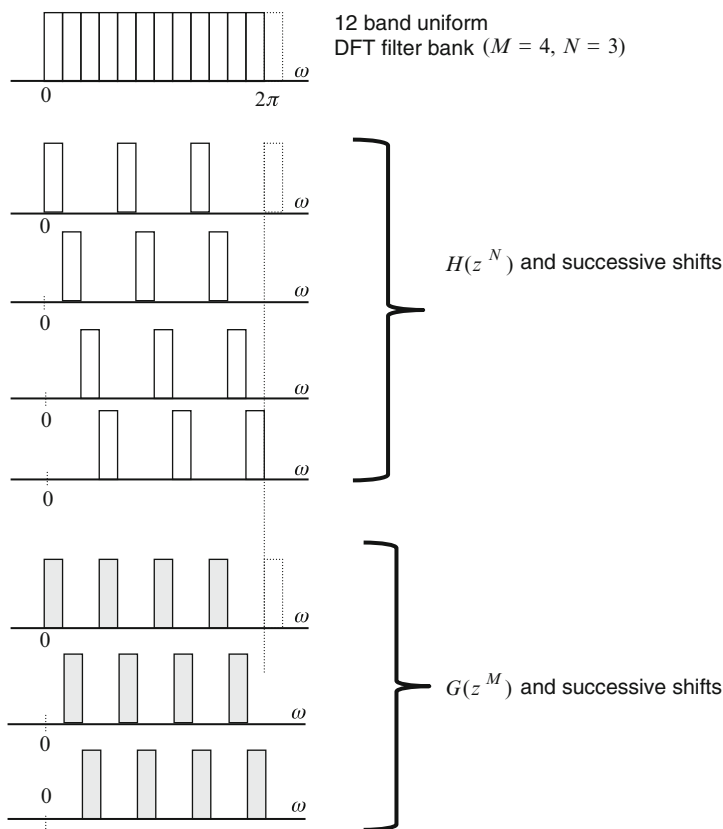 12 band uniform
DFT filter bank (M = 4, N = 3)
ω
0
2π
ω
0
H(z^N) and successive shifts
ω
0
ω
0
ω
0
ω
0
G(z^M) and successive shifts
ω
0
ω
0